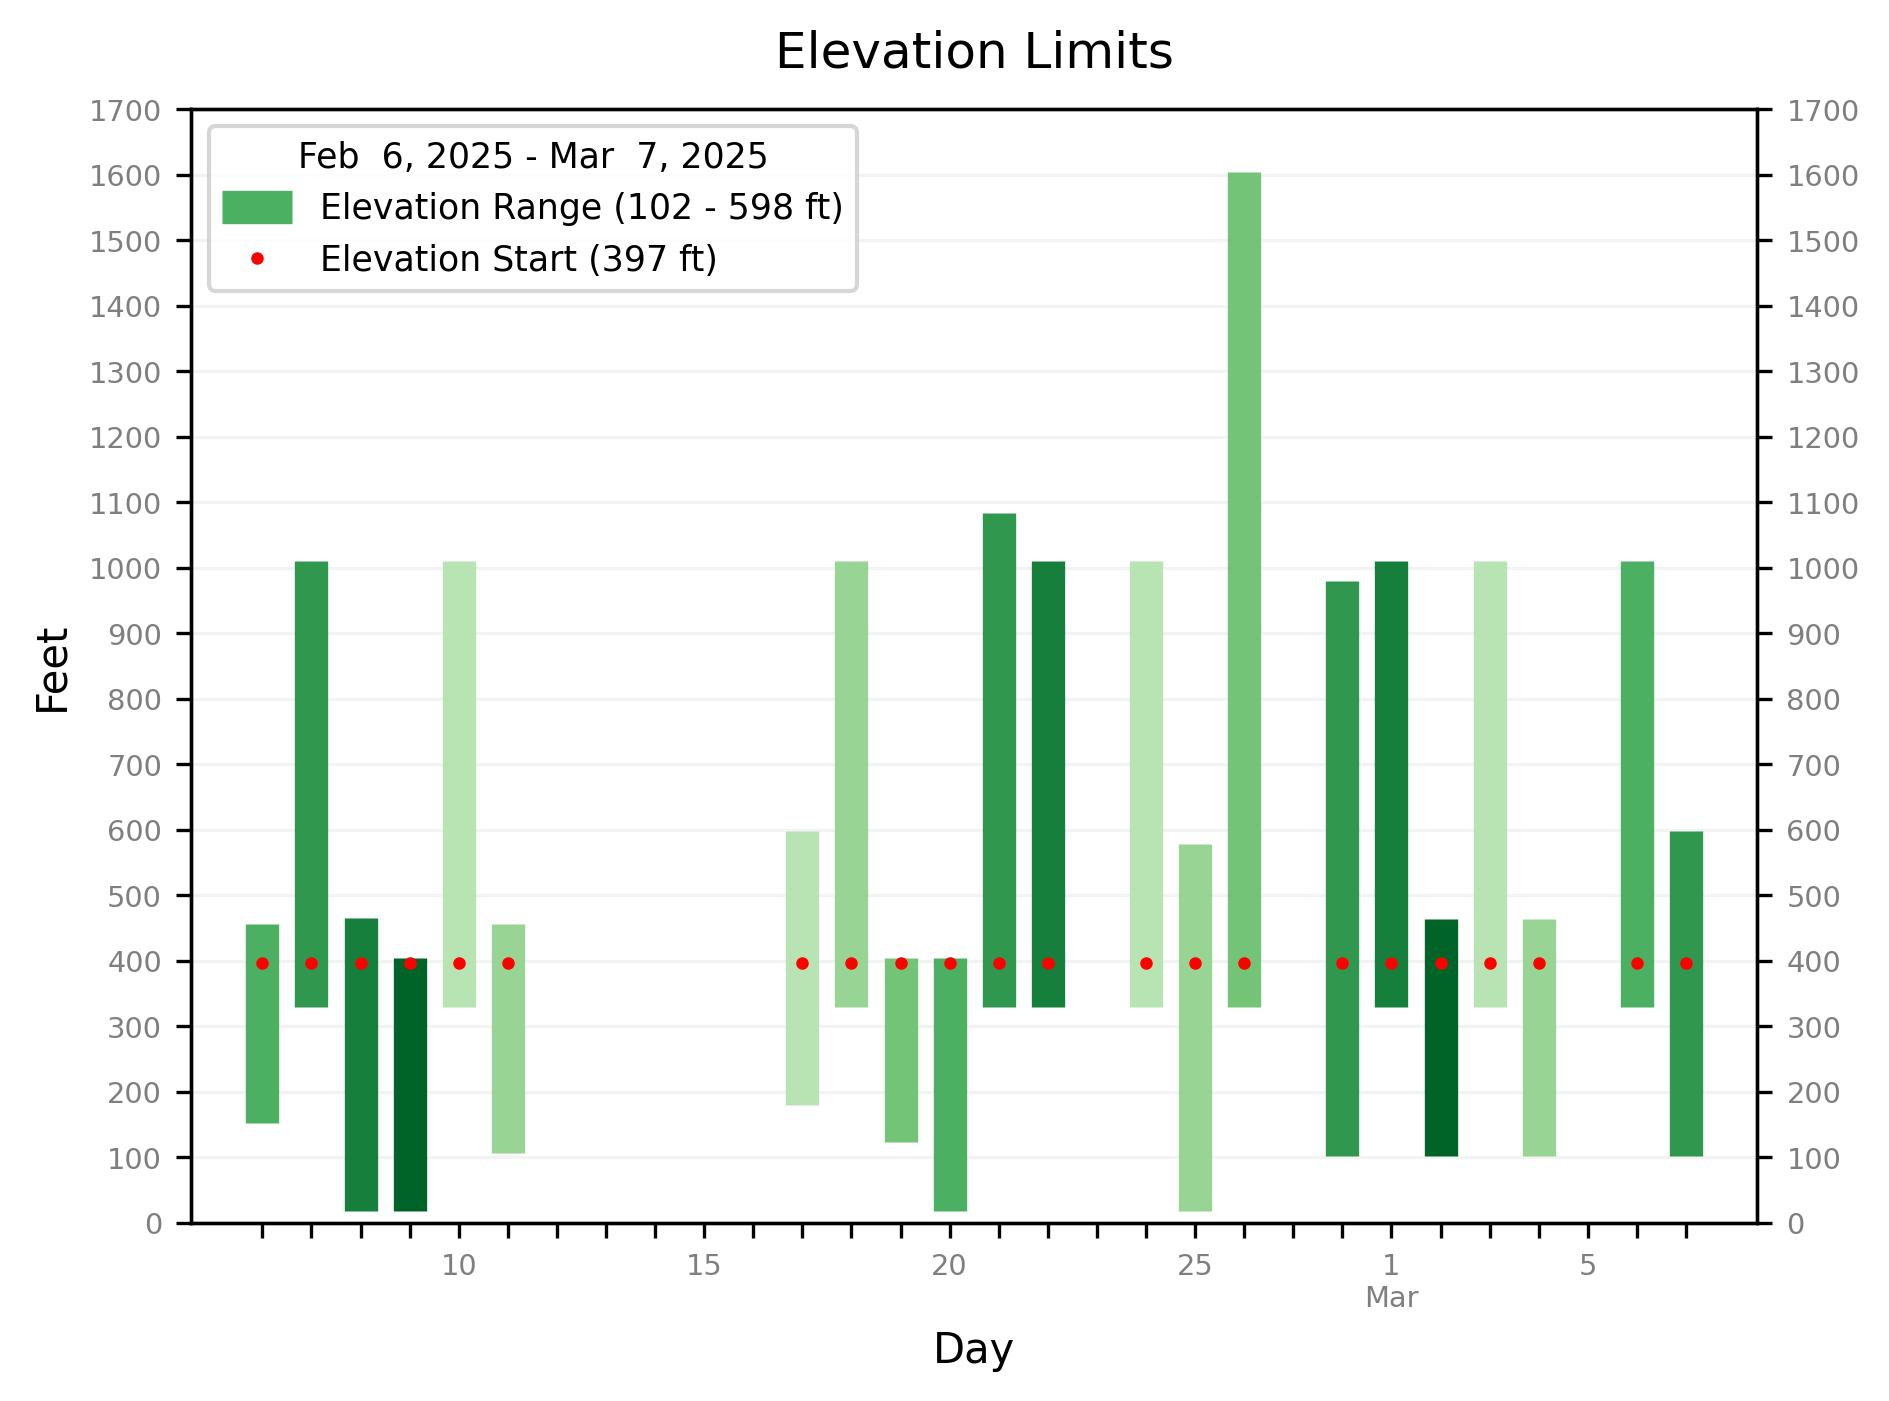 Elevation Limits
Feb  6, 2025 - Mar  7, 2025
Elevation Range (102 - 598 ft)
Elevation Start (397 ft)
1700 1700
1600 1600
1500 1500
1400 1400
1300 1300
1200 1200
1100 1100
1000 1000
900 900
800 800
700 700
600 600
500 500
400 400
300 300
200 200
100 100
0 0
Feet
10 15 20 25 1 5
Mar
Day